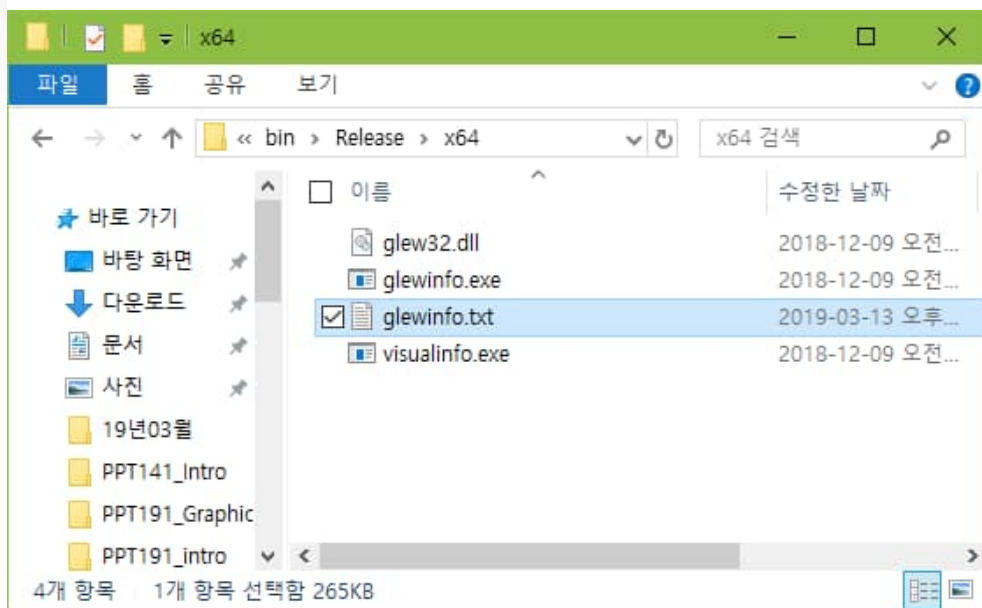 x64
파일 홈 공유 보기
« bin › Release › x64
x64 검색
이름 수정한 날짜
바로 가기
바탕 화면
다운로드
문서
사진
19년03월
PPT141_Intro
PPT191_Graphic
PPT191_intro
glew32.dll 2018-12-09 오전...
glewinfo.exe 2018-12-09 오전...
glewinfo.txt 2019-03-13 오후...
visualinfo.exe 2018-12-09 오전...
4개 항목 1개 항목 선택함 265KB